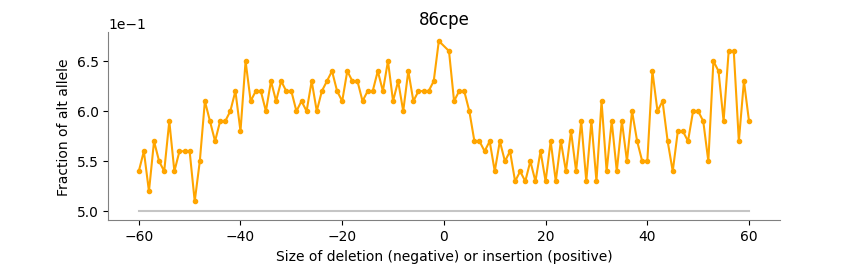 86cpe
1e−1
6.5
6.0
5.5
5.0
Fraction of alt allele
−60 −40 −20 0 20 40 60
Size of deletion (negative) or insertion (positive)